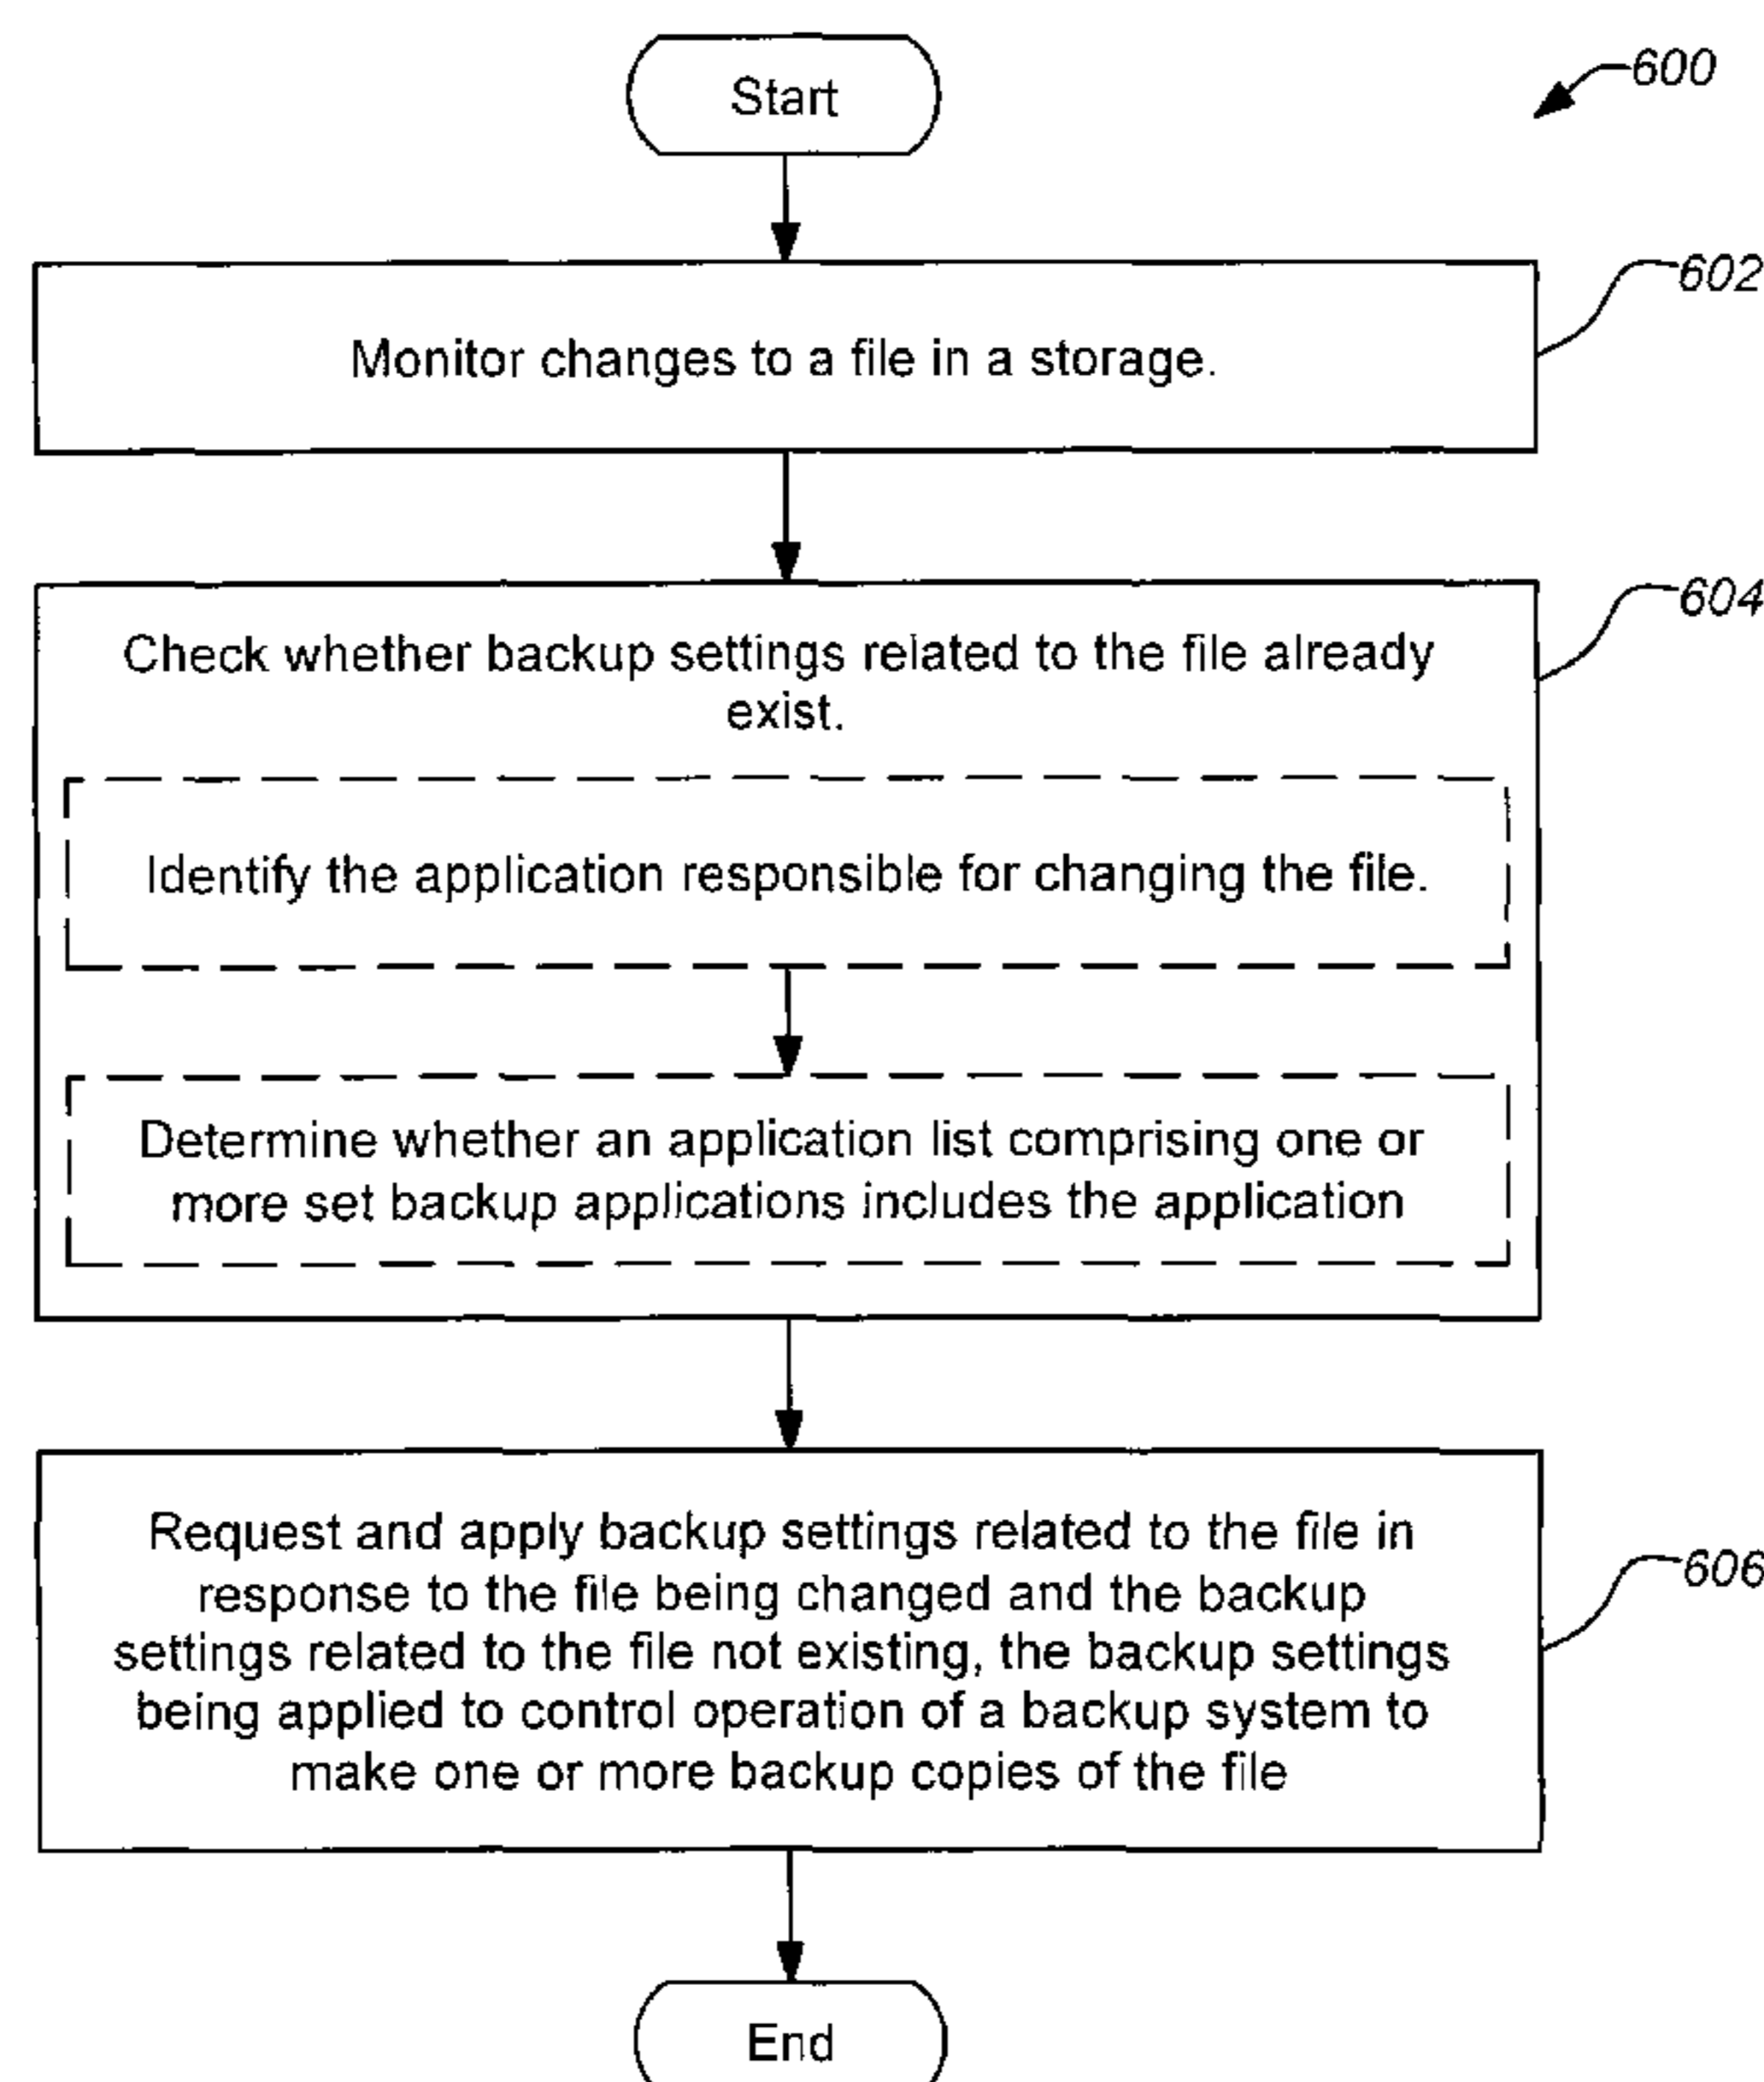 Start
600
602
Monitor changes to a file in a storage.
604
Check whether backup settings related to the file already
exist.
Identify the application responsible for changing the file.
Determine whether an application list comprising one or
more set backup applications includes the application
Request and apply backup settings related to the file in
response to the file being changed and the backup
settings related to the file not existing, the backup settings
being applied to control operation of a backup system to
make one or more backup copies of the file
606
End